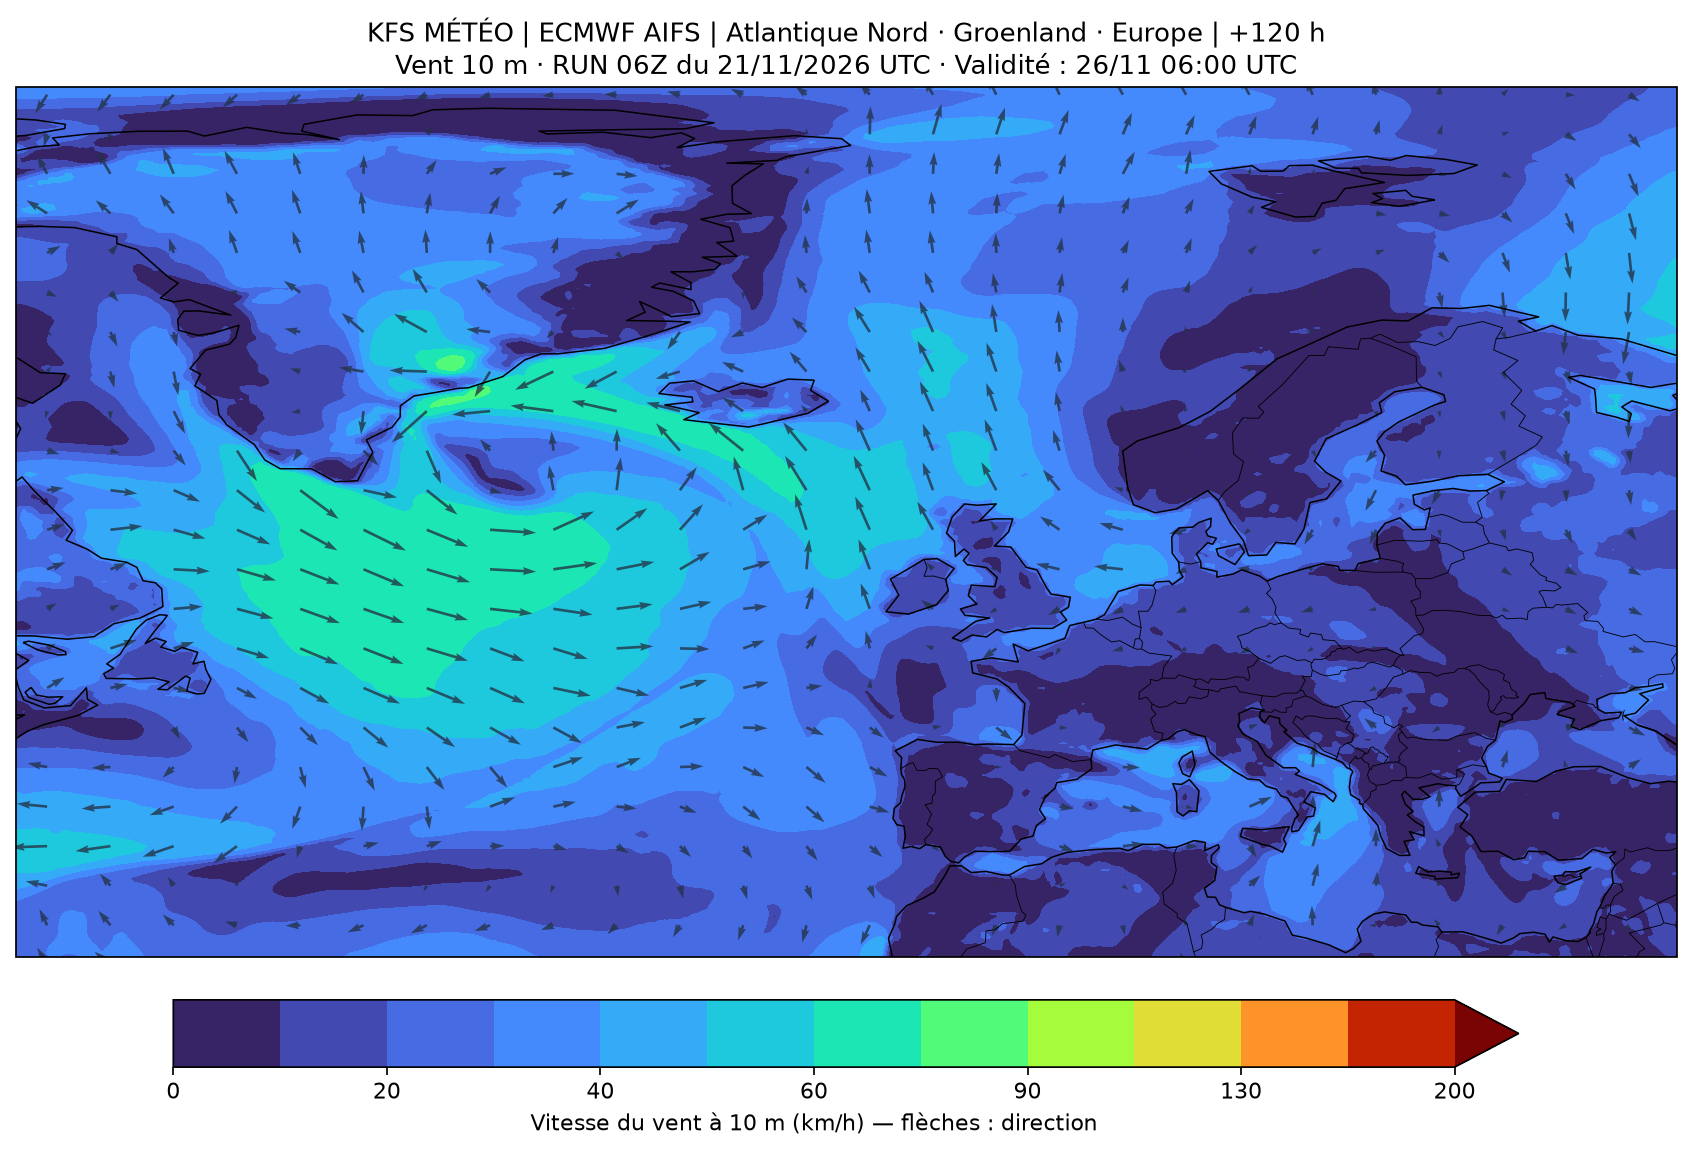 KFS MÉTÉO | ECMWF AIFS | Atlantique Nord · Groenland · Europe | +120 h
Vent 10 m · RUN 06Z du 21/11/2026 UTC · Validité : 26/11 06:00 UTC
0 20 40 60 90 130 200
Vitesse du vent à 10 m (km/h) — flèches : direction